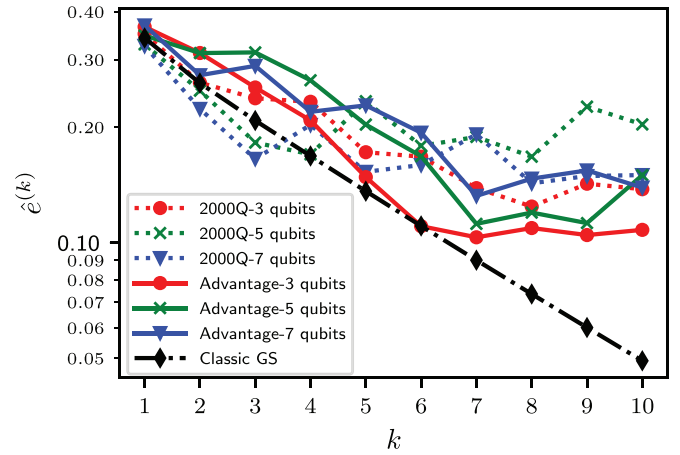 0.40
0.30
0.20
0.10
0.09
0.08
0.07
0.06
0.05
ê^(k)
2000Q-3 qubits
2000Q-5 qubits
2000Q-7 qubits
Advantage-3 qubits
Advantage-5 qubits
Advantage-7 qubits
Classic GS
1 2 3 4 5 6 7 8 9 10
k